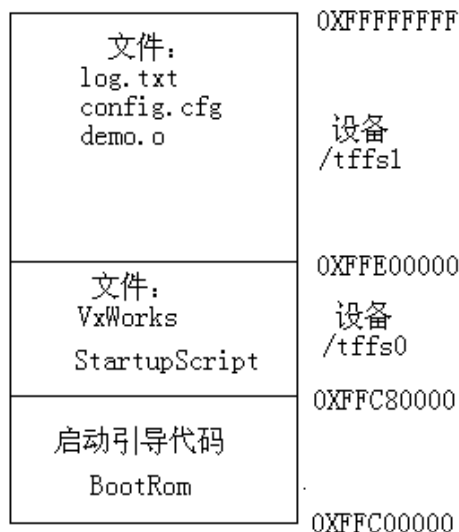 0XFFFFFFFF
文件：
log.txt
config.cfg
demo.o
设备
/tffs1
0XFFE00000
文件：
VxWorks
设备
StartupScript
/tffs0
0XFFC80000
启动引导代码
BootRom
0XFFC00000